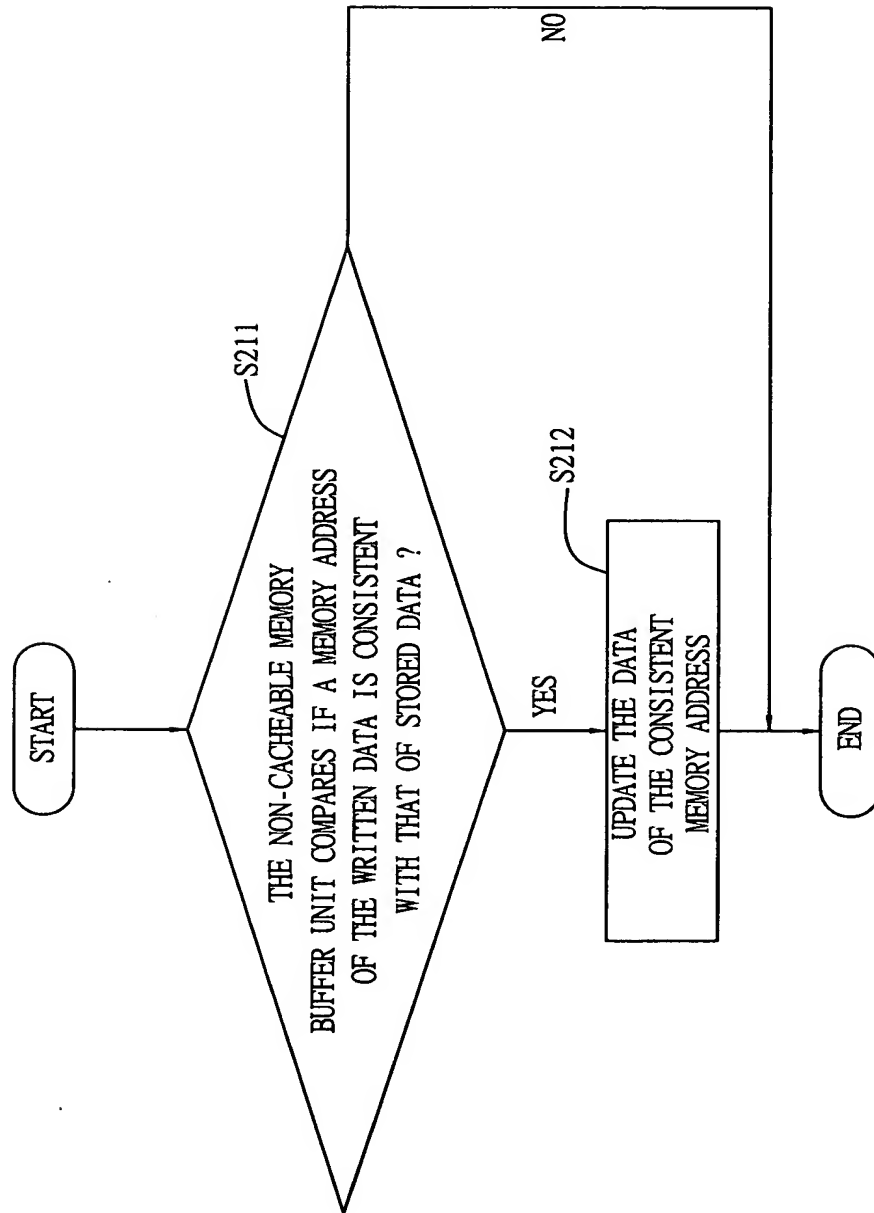 START
THE NON-CACHEABLE MEMORY
BUFFER UNIT COMPARES IF A MEMORY ADDRESS
OF THE WRITTEN DATA IS CONSISTENT
WITH THAT OF STORED DATA ?
S211
NO
YES
S212
UPDATE THE DATA
OF THE CONSISTENT
MEMORY ADDRESS
END